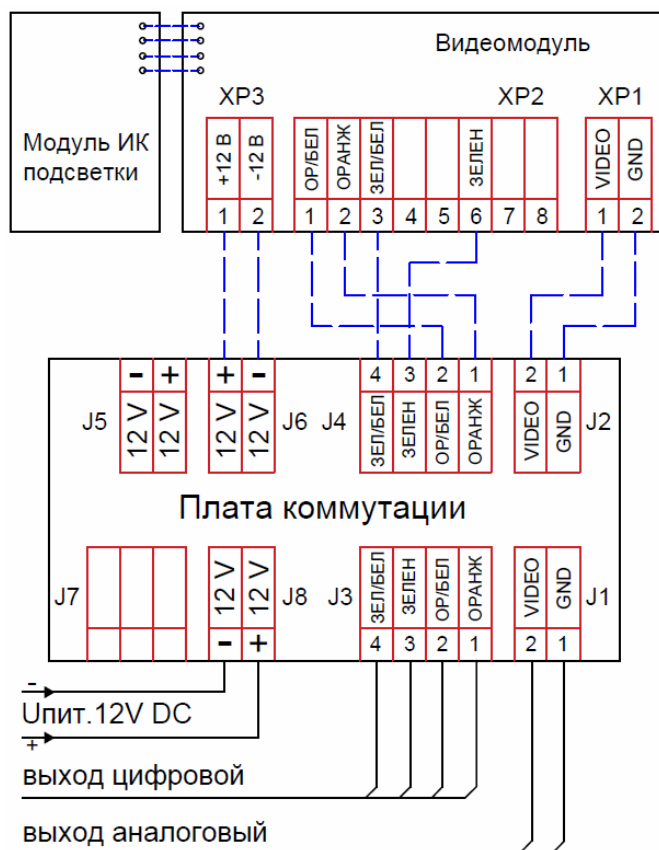 Видеомодуль
Модуль ИК
подсветки
XP3
XP2
XP1
+12 В
-12 В
ОР/БЕЛ
ОРАНЖ
ЗЕЛ/БЕЛ
ЗЕЛЕН
VIDEO
GND
1 2
1 2 3 4 5 6 7 8
1 2
- +
+ -
4 3 2 1
2 1
J5
12 V
12 V
12 V
12 V
J6
J4
ЗЕЛ/БЕЛ
ЗЕЛЕН
ОР/БЕЛ
ОРАНЖ
VIDEO
GND
J2
Плата коммутации
J7
12 V
12 V
J8
J3
ЗЕЛ/БЕЛ
ЗЕЛЕН
ОР/БЕЛ
ОРАНЖ
VIDEO
GND
J1
- +
4 3 2 1
2 1
-
Uпит.12V DC
+
выход цифровой
выход аналоговый